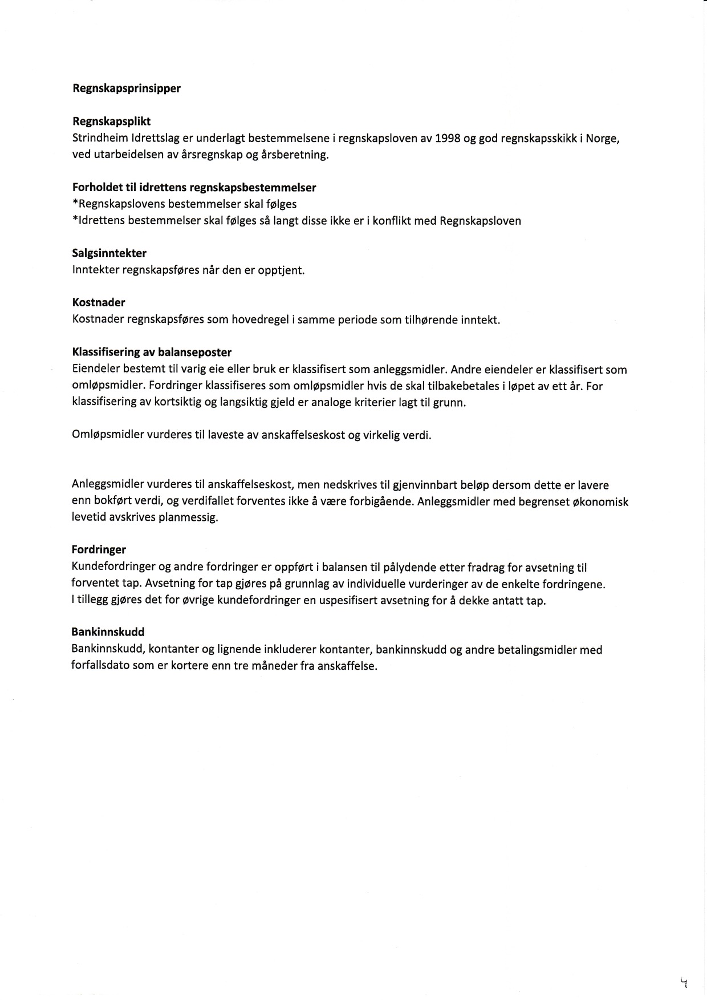 Regnskapsprinsipper
Regnskapsplikt
Strindheim Idrettslag er underlagt bestemmelsene i regnskapsloven av 1998 og god regnskapsskikk i Norge,
ved utarbeidelsen av årsregnskap og årsberetning.
Forholdet til idrettens regnskapsbestemmelser
*Regnskapslovens bestemmelser skal følges
*Idrettens bestemmelser skal følges så langt disse ikke er i konflikt med Regnskapsloven
Salgsinntekter
Inntekter regnskapsføres når den er opptjent.
Kostnader
Kostnader regnskapsføres som hovedregel i samme periode som tilhørende inntekt.
Klassifisering av balanseposter
Eiendeler bestemt til varig eie eller bruk er klassifisert som anleggsmidler. Andre eiendeler er klassifisert som
omløpsmidler. Fordringer klassifiseres som omløpsmidler hvis de skal tilbakebetales i løpet av ett år. For
klassifisering av kortsiktig og langsiktig gjeld er analoge kriterier lagt til grunn.
Omløpsmidler vurderes til laveste av anskaffelseskost og virkelig verdi.
Anleggsmidler vurderes til anskaffelseskost, men nedskrives til gjenvinnbart beløp dersom dette er lavere
enn bokført verdi, og verdifallet forventes ikke å være forbigående. Anleggsmidler med begrenset økonomisk
levetid avskrives planmessig.
Fordringer
Kundefordringer og andre fordringer er oppført i balansen til pålydende etter fradrag for avsetning til
forventet tap. Avsetning for tap gjøres på grunnlag av individuelle vurderinger av de enkelte fordringene.
I tillegg gjøres det for øvrige kundefordringer en uspesifisert avsetning for å dekke antatt tap.
Bankinnskudd
Bankinnskudd, kontanter og lignende inkluderer kontanter, bankinnskudd og andre betalingsmidler med
forfallsdato som er kortere enn tre måneder fra anskaffelse.
4